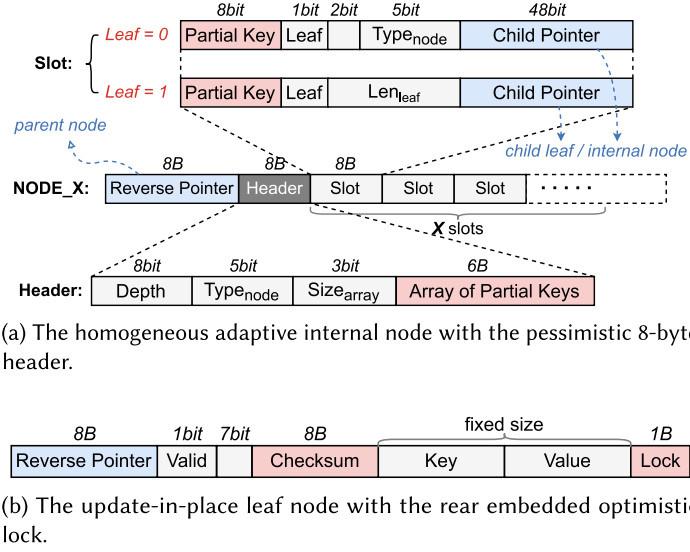 8bit 1bit 2bit 5bit 48bit
Leaf = 0 Partial Key Leaf Typenode Child Pointer
Slot:
Leaf = 1 Partial Key Leaf Lenleaf Child Pointer
parent node
child leaf / internal node
8B 8B 8B
NODE_X: Reverse Pointer Header Slot Slot Slot ·····
X slots
8bit 5bit 3bit 6B
Header: Depth Typenode Sizearray Array of Partial Keys
(a) The homogeneous adaptive internal node with the pessimistic 8-byte
header.
fixed size
8B 1bit 7bit 8B 1B
Reverse Pointer Valid Checksum Key Value Lock
(b) The update-in-place leaf node with the rear embedded optimistic
lock.